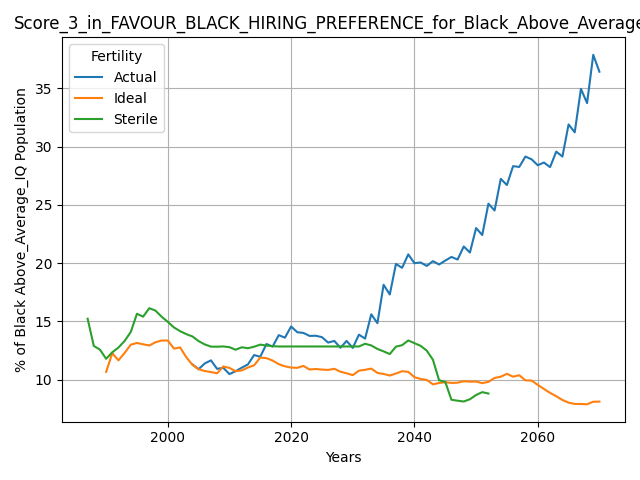 Score_3_in_FAVOUR_BLACK_HIRING_PREFERENCE_for_Black_Above_Average
Fertility
Actual
Ideal
Sterile
% of Black Above_Average_IQ Population
35
30
25
20
15
10
2000
2020
2040
2060
Years